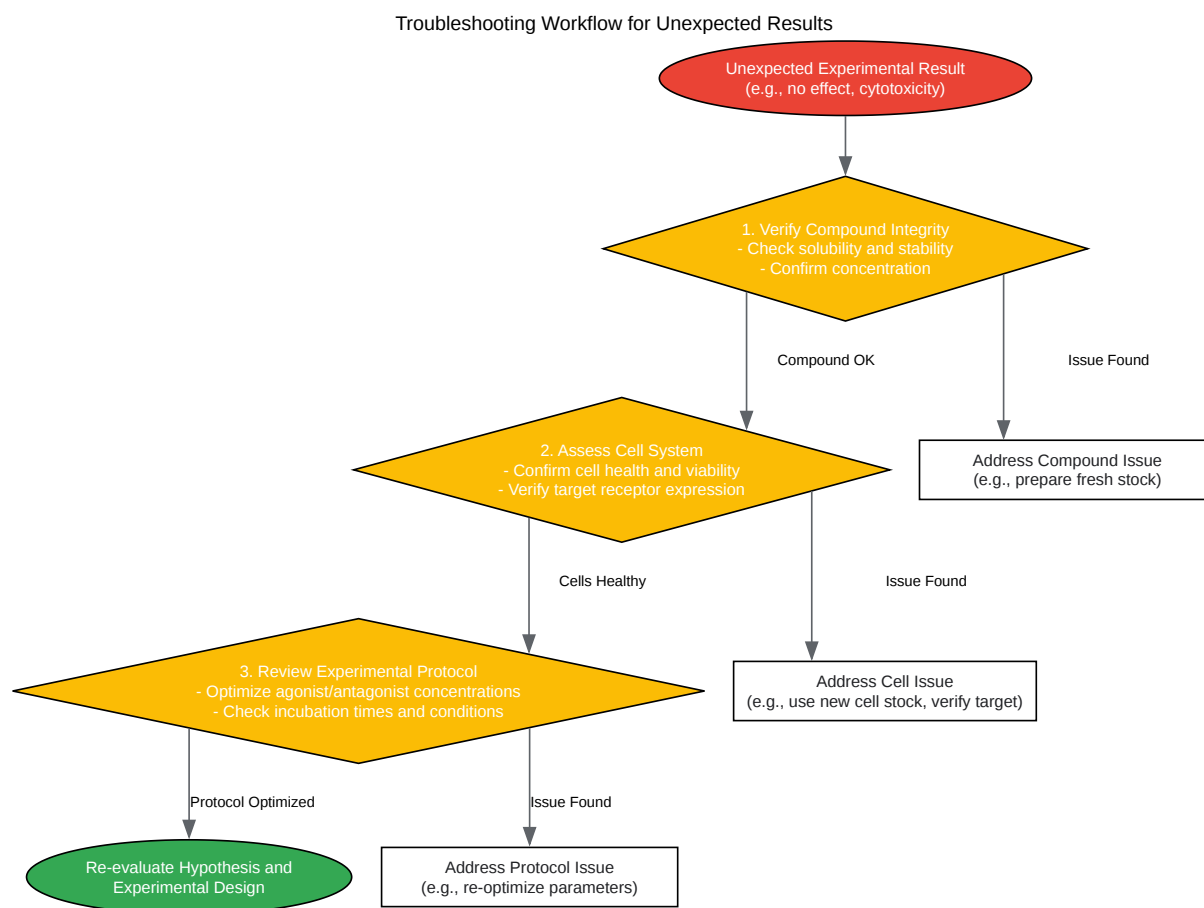 Troubleshooting Workflow for Unexpected Results
Unexpected Experimental Result
(e.g., no effect, cytotoxicity)
1. Verify Compound Integrity
- Check solubility and stability
- Confirm concentration
Compound OK
Issue Found
2. Assess Cell System
- Confirm cell health and viability
- Verify target receptor expression
Address Compound Issue
(e.g., prepare fresh stock)
Cells Healthy
Issue Found
3. Review Experimental Protocol
- Optimize agonist/antagonist concentrations
- Check incubation times and conditions
Address Cell Issue
(e.g., use new cell stock, verify target)
Protocol Optimized
Issue Found
Re-evaluate Hypothesis and
Experimental Design
Address Protocol Issue
(e.g., re-optimize parameters)